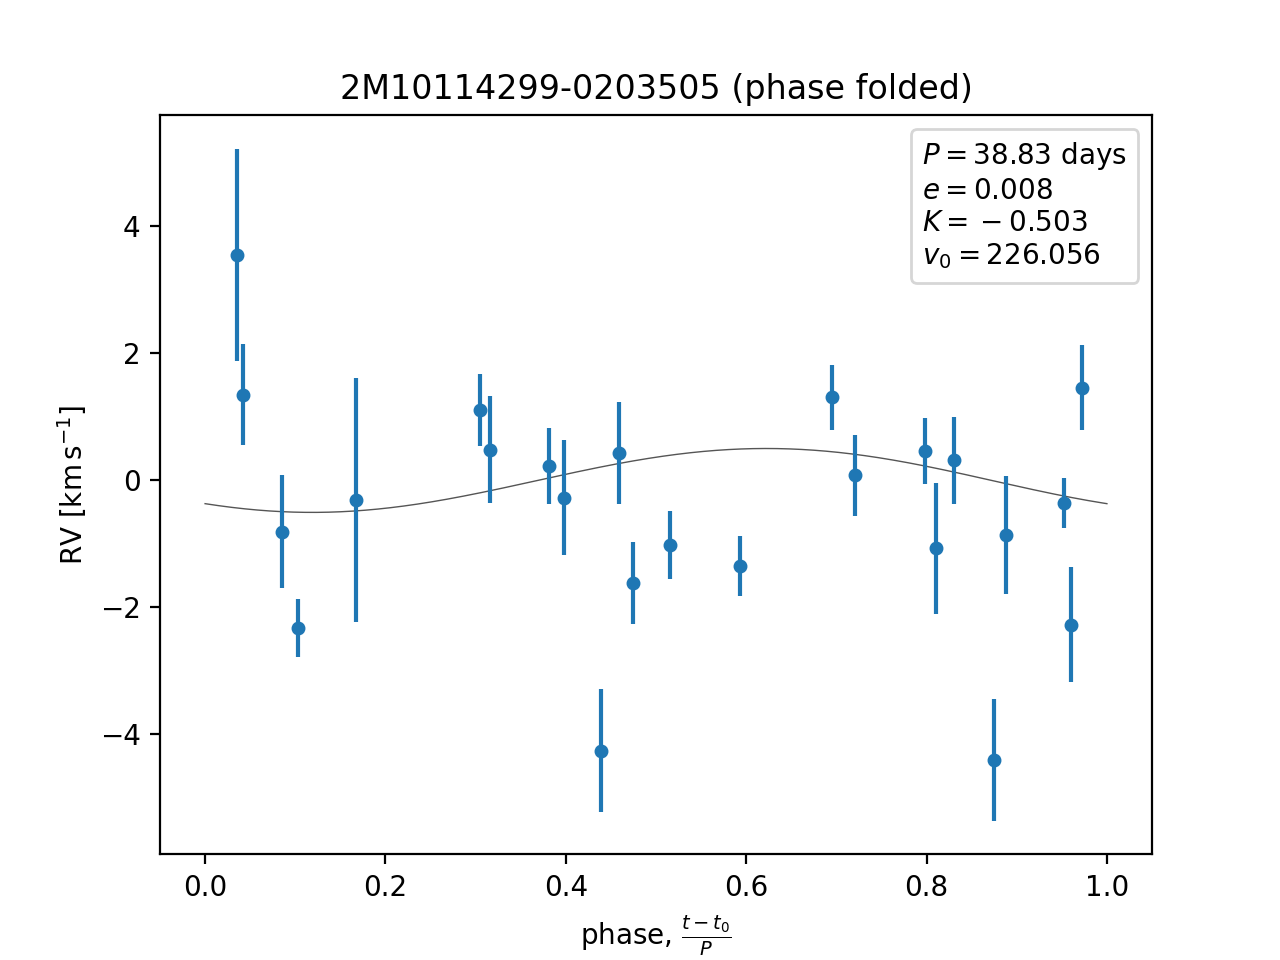 2M10114299-0203505 (phase folded)
P = 38.83 days
e = 0.008
K = −0.503
v₀ = 226.056
RV [km s⁻¹]
4
2
0
−2
−4
0.0 0.2 0.4 0.6 0.8 1.0
phase, (t − t₀)/P